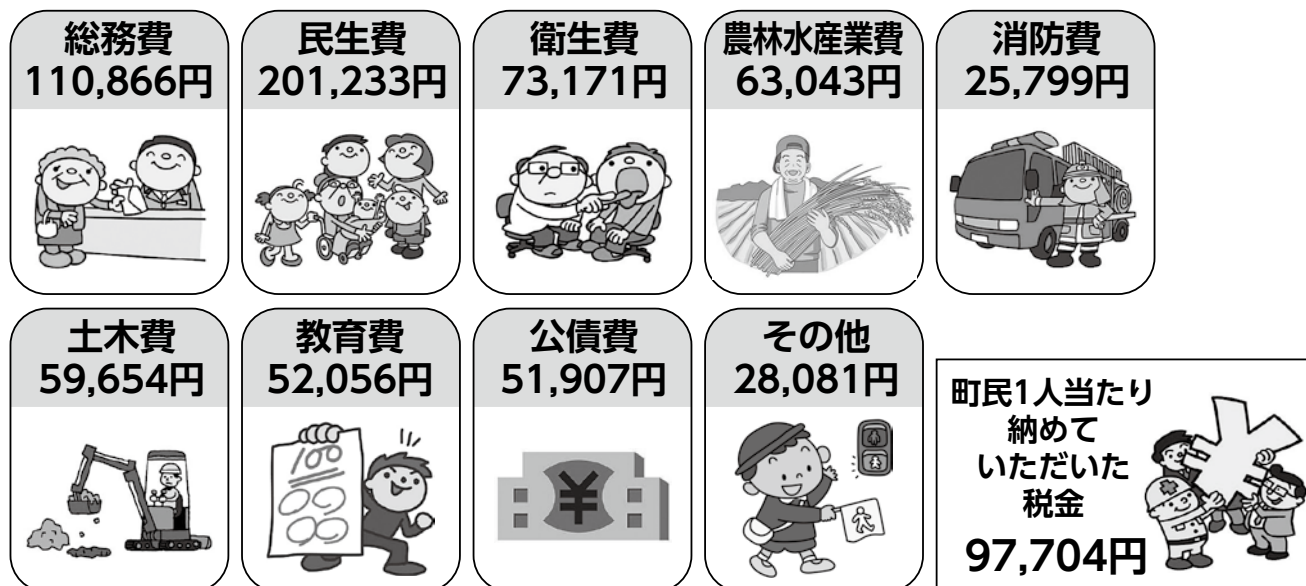 総務費
110,866円
民生費
201,233円
衛生費
73,171円
農林水産業費
63,043円
消防費
25,799円
土木費
59,654円
教育費
52,056円
100
公債費
51,907円
¥
その他
28,081円
町民1人当たり
納めて
いただいた
税金
97,704円